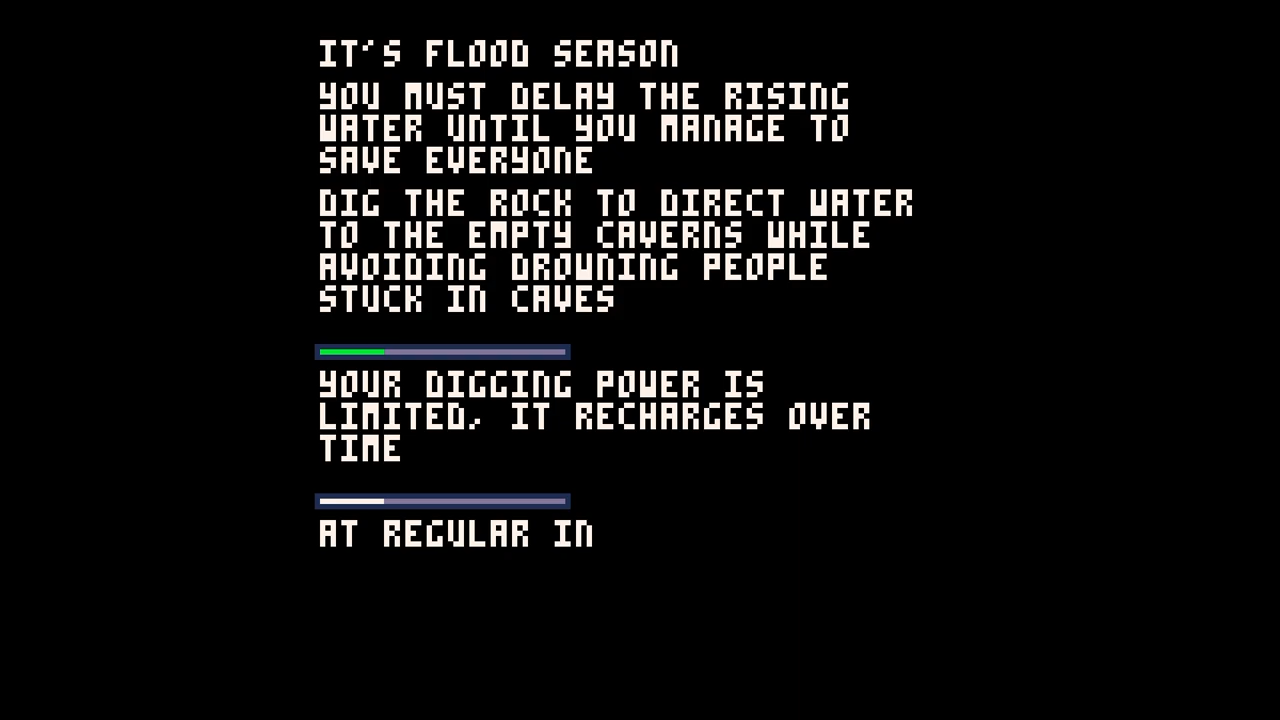 IT'S FLOOD SEASON
YOU MUST DELAY THE RISING
WATER UNTIL YOU MANAGE TO
SAVE EVERYONE
DIG THE ROCK TO DIRECT WATER
TO THE EMPTY CAVERNS WHILE
AVOIDING DROWNING PEOPLE
STUCK IN CAVES
YOUR DIGGING POWER IS
LIMITED, IT RECHARGES OVER
TIME
AT REGULAR IN